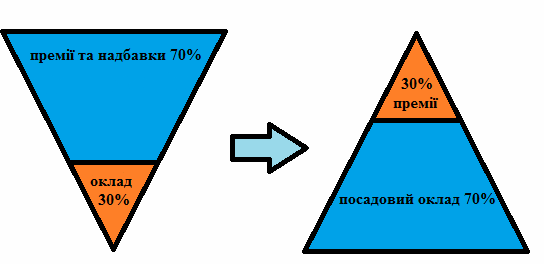 премії та надбавки 70%
оклад
30%
30%
премії
посадовий оклад 70%